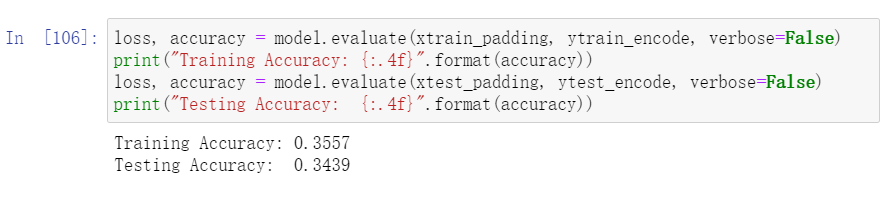 In [106]: loss, accuracy = model.evaluate(xtrain_padding, ytrain_encode, verbose=False)
print("Training Accuracy: {:.4f}".format(accuracy))
loss, accuracy = model.evaluate(xtest_padding, ytest_encode, verbose=False)
print("Testing Accuracy:  {:.4f}".format(accuracy))
Training Accuracy: 0.3557
Testing Accuracy:  0.3439